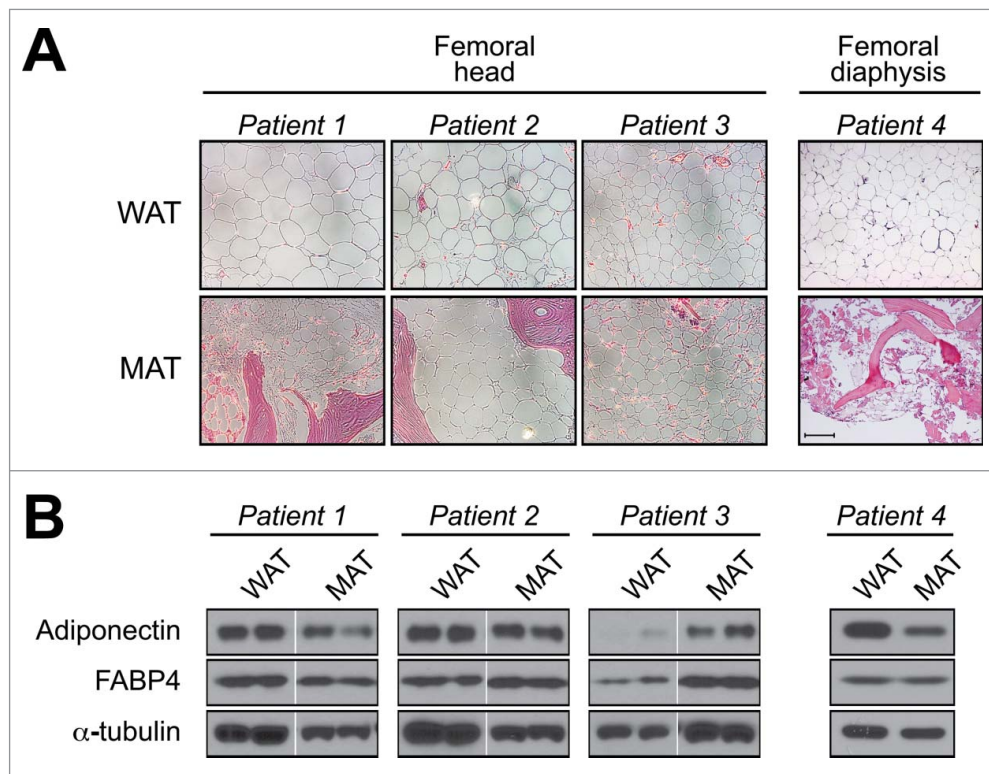 A
Femoral
head
Femoral
diaphysis
Patient 1 Patient 2 Patient 3 Patient 4
WAT
MAT
B
Patient 1 Patient 2 Patient 3 Patient 4
WAT MAT WAT MAT WAT MAT WAT MAT
Adiponectin
FABP4
α-tubulin